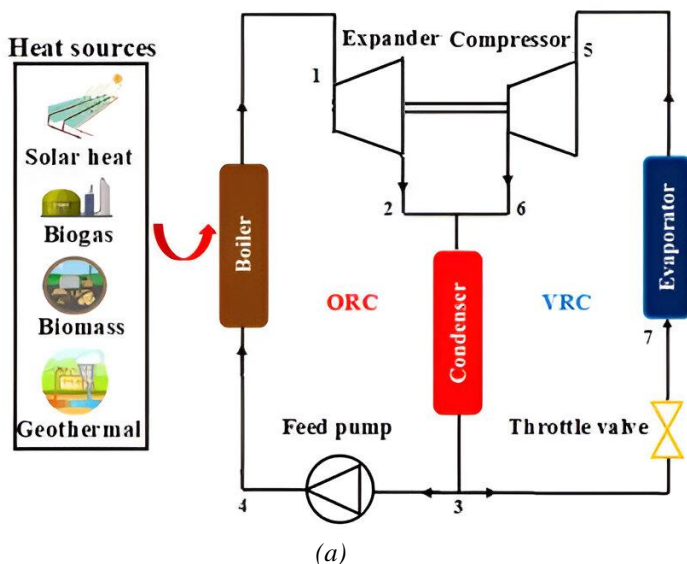 Heat sources
Solar heat
Biogas
Biomass
Geothermal
Expander Compressor
1
5
2
6
Boiler
Condenser
Evaporator
ORC
VRC
7
Feed pump
Throttle valve
4
3
(a)